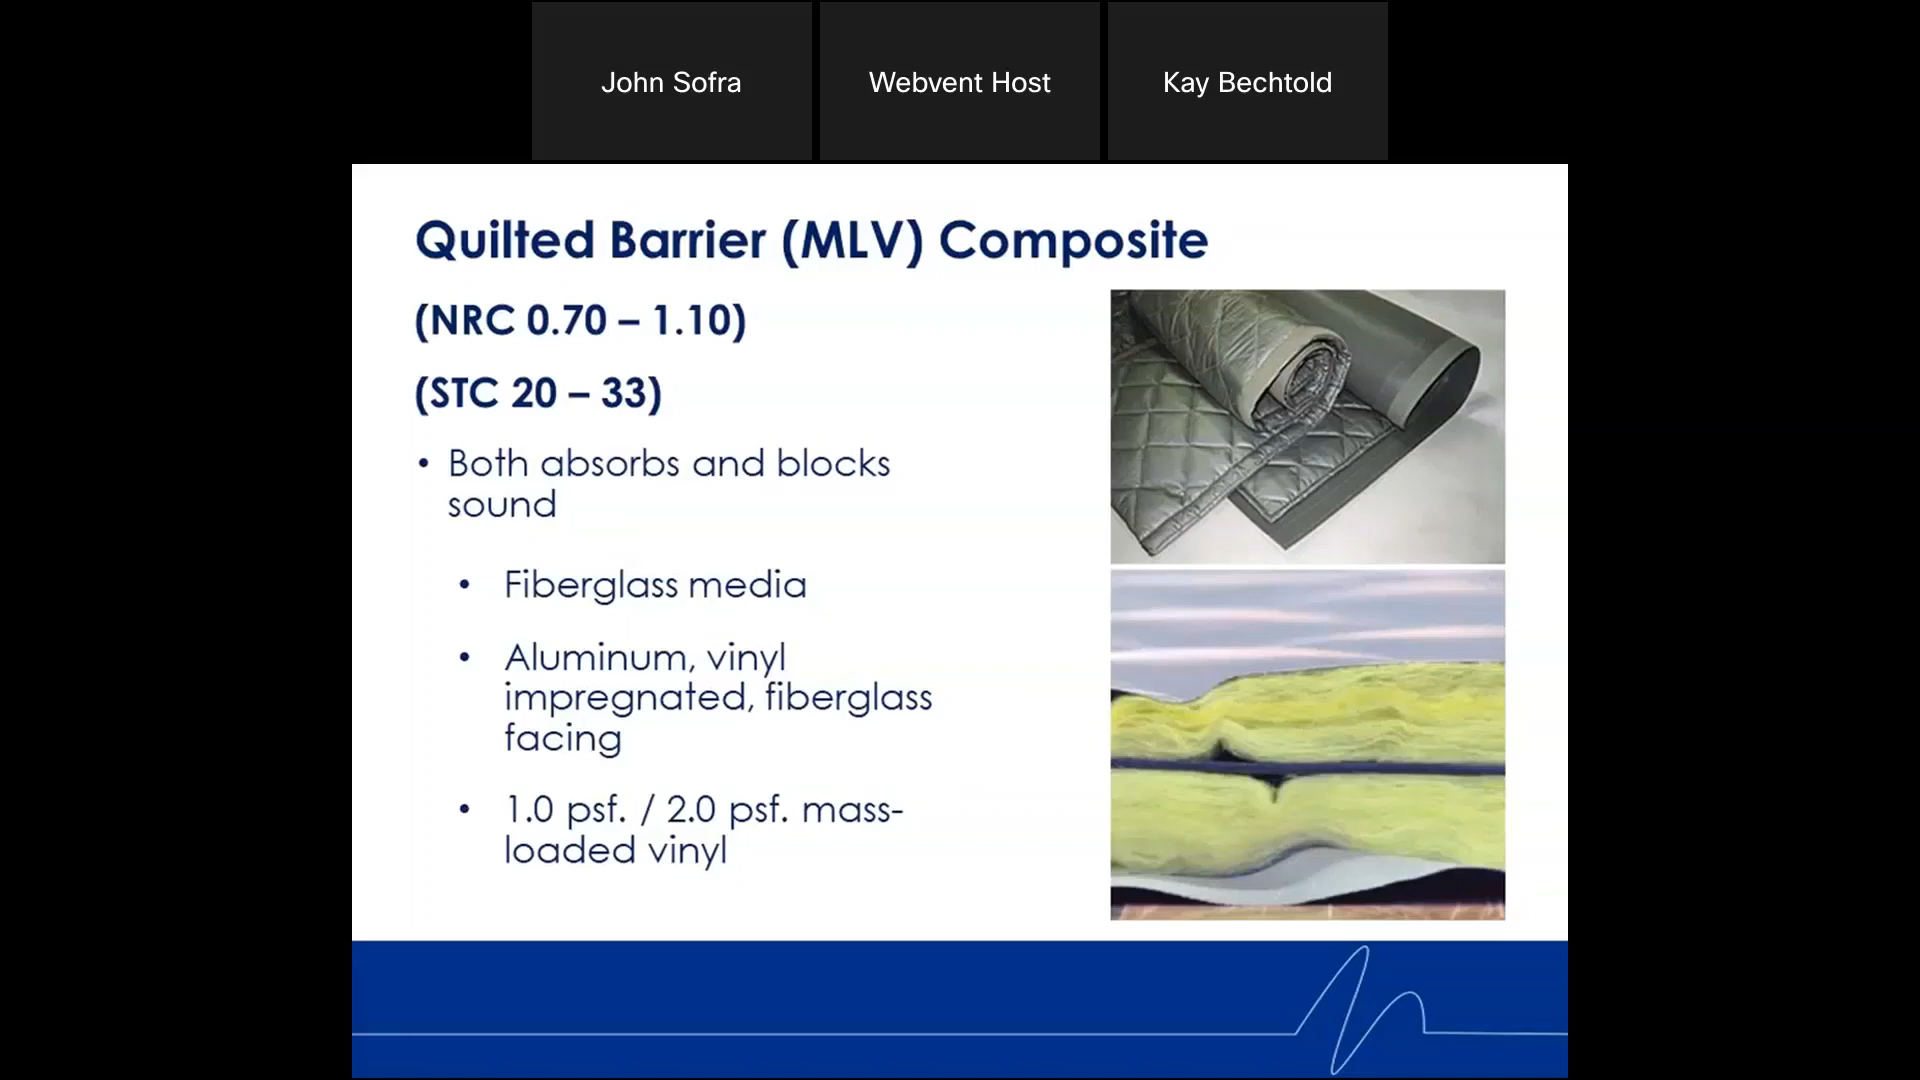 John Sofra
Webvent Host
Kay Bechtold
Quilted Barrier (MLV) Composite
(NRC 0.70 – 1.10)
(STC 20 – 33)
• Both absorbs and blocks
sound
• Fiberglass media
• Aluminum, vinyl
impregnated, fiberglass
facing
• 1.0 psf. / 2.0 psf. mass-
loaded vinyl